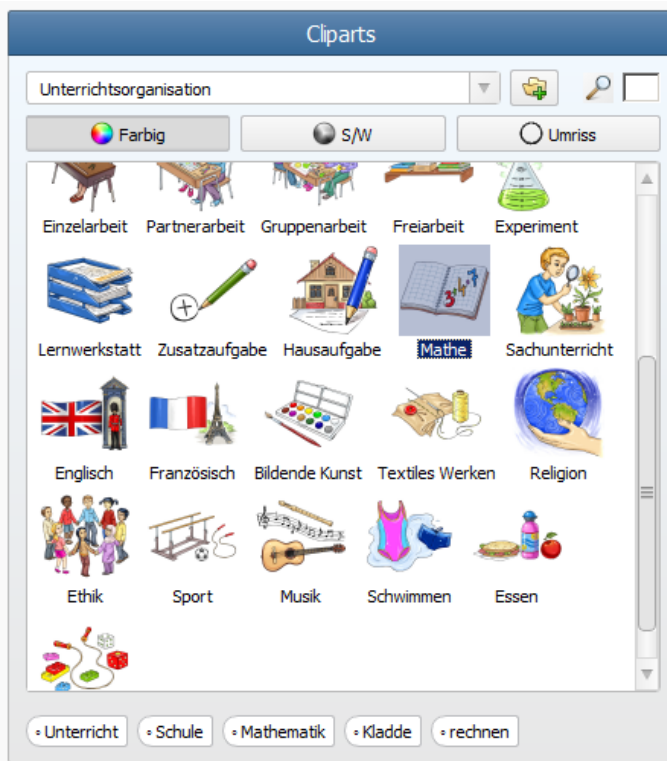 Cliparts
Unterrichtsorganisation
Farbig S/W Umriss
Einzelarbeit Partnerarbeit Gruppenarbeit Freiarbeit Experiment
Lernwerkstatt Zusatzaufgabe Hausaufgabe Mathe Sachunterricht
Englisch Französisch Bildende Kunst Textiles Werken Religion
Ethik Sport Musik Schwimmen Essen
Unterricht Schule Mathematik Kladde rechnen